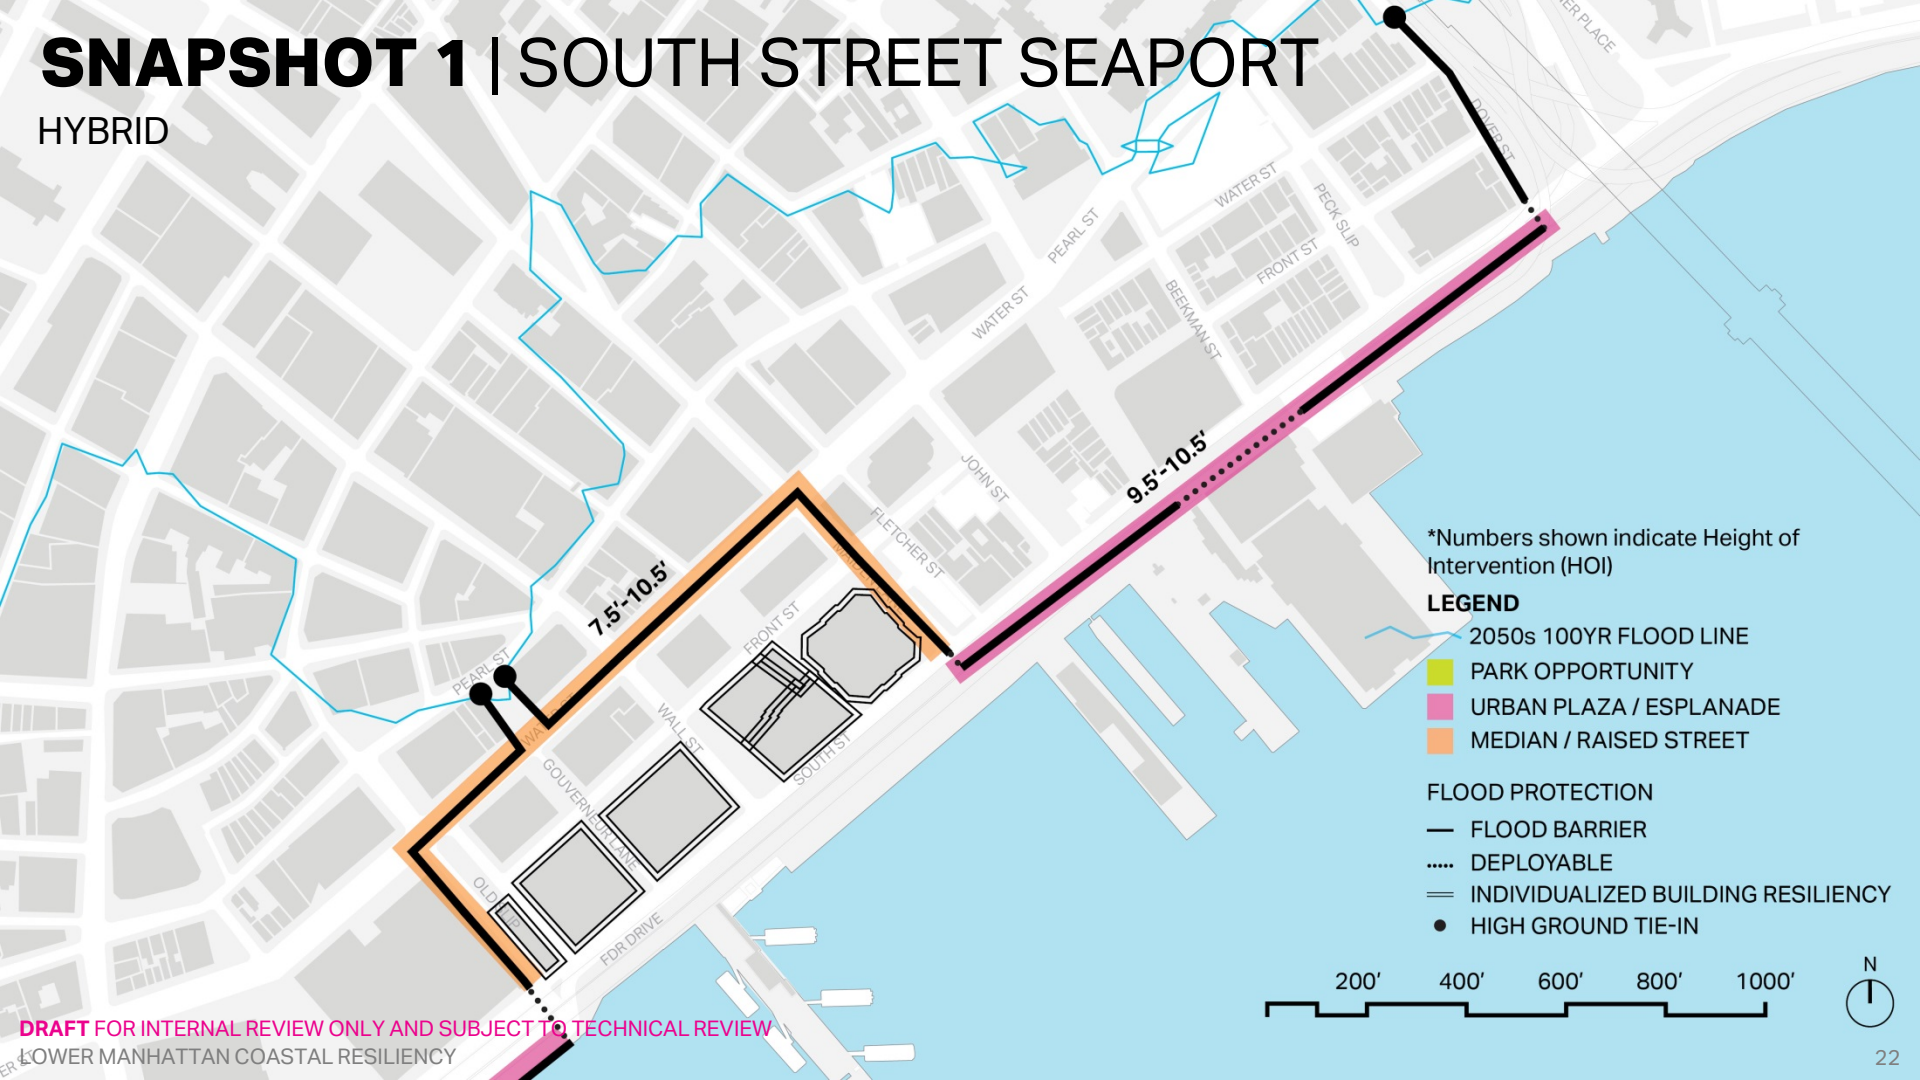 SNAPSHOT 1 | SOUTH STREET SEAPORT
HYBRID
ER PLACE
DOVER ST
WATER ST
PECK SLIP
PEARL ST
FRONT ST
BEEKMAN ST
WATER ST
JOHN ST
9.5′-10.5′
FLETCHER ST
MAIDEN
7.5′-10.5′
FRONT ST
PEARL ST
WALL ST
SOUTH ST
GOUVERNEUR LANE
OLD SLIP
FDR DRIVE
*Numbers shown indicate Height of
Intervention (HOI)
LEGEND
2050s 100YR FLOOD LINE
PARK OPPORTUNITY
URBAN PLAZA / ESPLANADE
MEDIAN / RAISED STREET
FLOOD PROTECTION
FLOOD BARRIER
DEPLOYABLE
INDIVIDUALIZED BUILDING RESILIENCY
HIGH GROUND TIE-IN
200′ 400′ 600′ 800′ 1000′
N
DRAFT FOR INTERNAL REVIEW ONLY AND SUBJECT TO TECHNICAL REVIEW
LOWER MANHATTAN COASTAL RESILIENCY
22